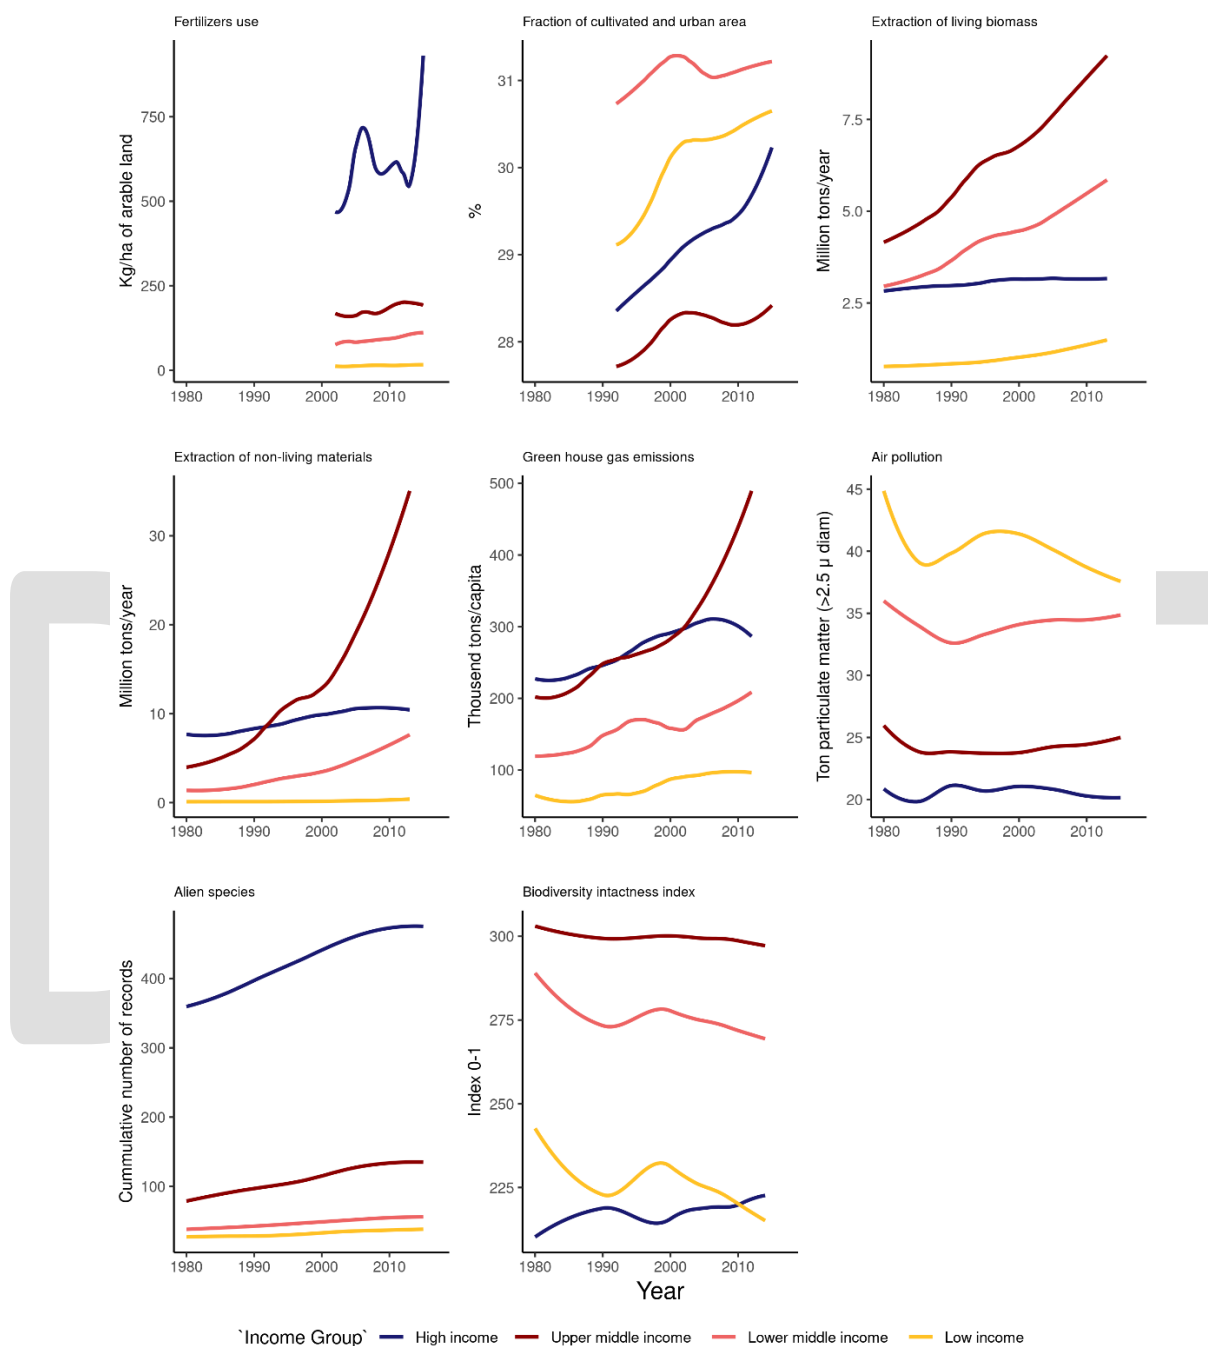 Fertilizers use
Fraction of cultivated and urban area
Extraction of living biomass
Kg/ha of arable land
750
500
250
0
1980 1990 2000 2010
%
31
30
29
28
1980 1990 2000 2010
Million tons/year
7.5
5.0
2.5
1980 1990 2000 2010
Extraction of non-living materials
Green house gas emissions
Air pollution
Million tons/year
30
20
10
0
1980 1990 2000 2010
Thousend tons/capita
500
400
300
200
100
1980 1990 2000 2010
Ton particulate matter (>2.5 μ diam)
45
40
35
30
25
20
1980 1990 2000 2010
Alien species
Biodiversity intactness index
Cummulative number of records
400
300
200
100
1980 1990 2000 2010
Index 0-1
300
275
250
225
1980 1990 2000 2010
Year
`Income Group` High income Upper middle income Lower middle income Low income